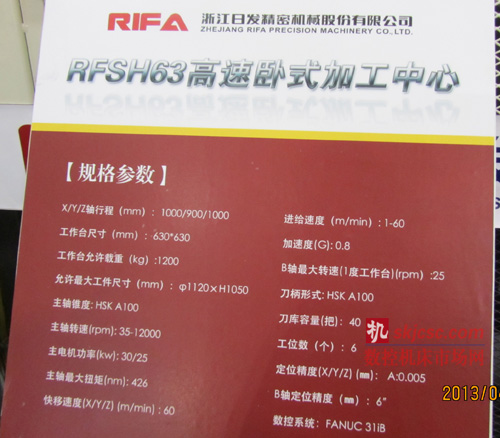 RIFA 浙江日发精密机械股份有限公司
ZHEJIANG RIFA PRECISION MACHINERY CO.,LTD.
RFSH63高速卧式加工中心
【规格参数】
X/Y/Z轴行程（mm）: 1000/900/1000
工作台尺寸（mm）: 630*630
工作台允许载重（kg）:1200
允许最大工件尺寸（mm）: φ1120×H1050
主轴锥度: HSK A100
主轴转速(rpm): 35-12000
主电机功率(kw): 30/25
主轴最大扭矩(nm): 426
快移速度(X/Y/Z) (m/min) : 60
进给速度（m/min）: 1-60
加速度(G): 0.8
B轴最大转速(1度工作台)(rpm) :25
刀柄形式: HSK A100
刀库容量(把): 40
工位数（个）: 6
定位精度(X/Y/Z) (㎜): A:0.005
B轴定位精度（㎜）: 6"
数控系统: FANUC 31iB
机
数控机床市场网
2013/0